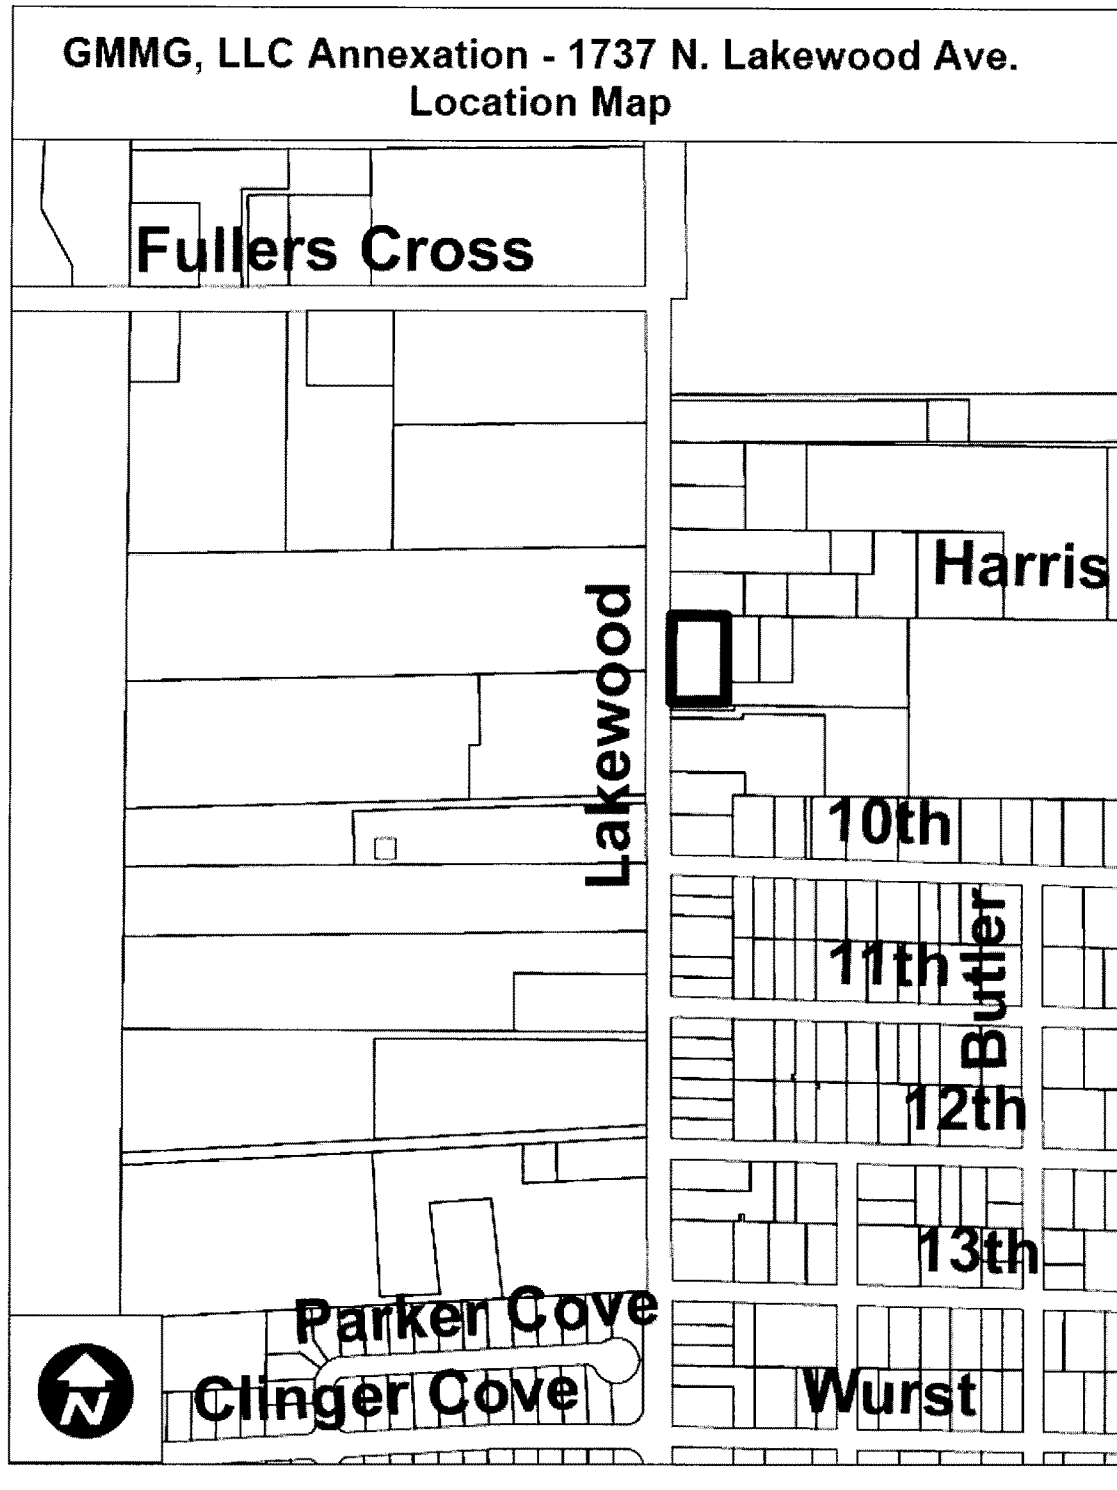 GMMG, LLC Annexation - 1737 N. Lakewood Ave.
Location Map
Fullers Cross
Harris
Lakewood
10th
11th
Butler
12th
13th
Parker Cove
Clinger Cove
Wurst
N